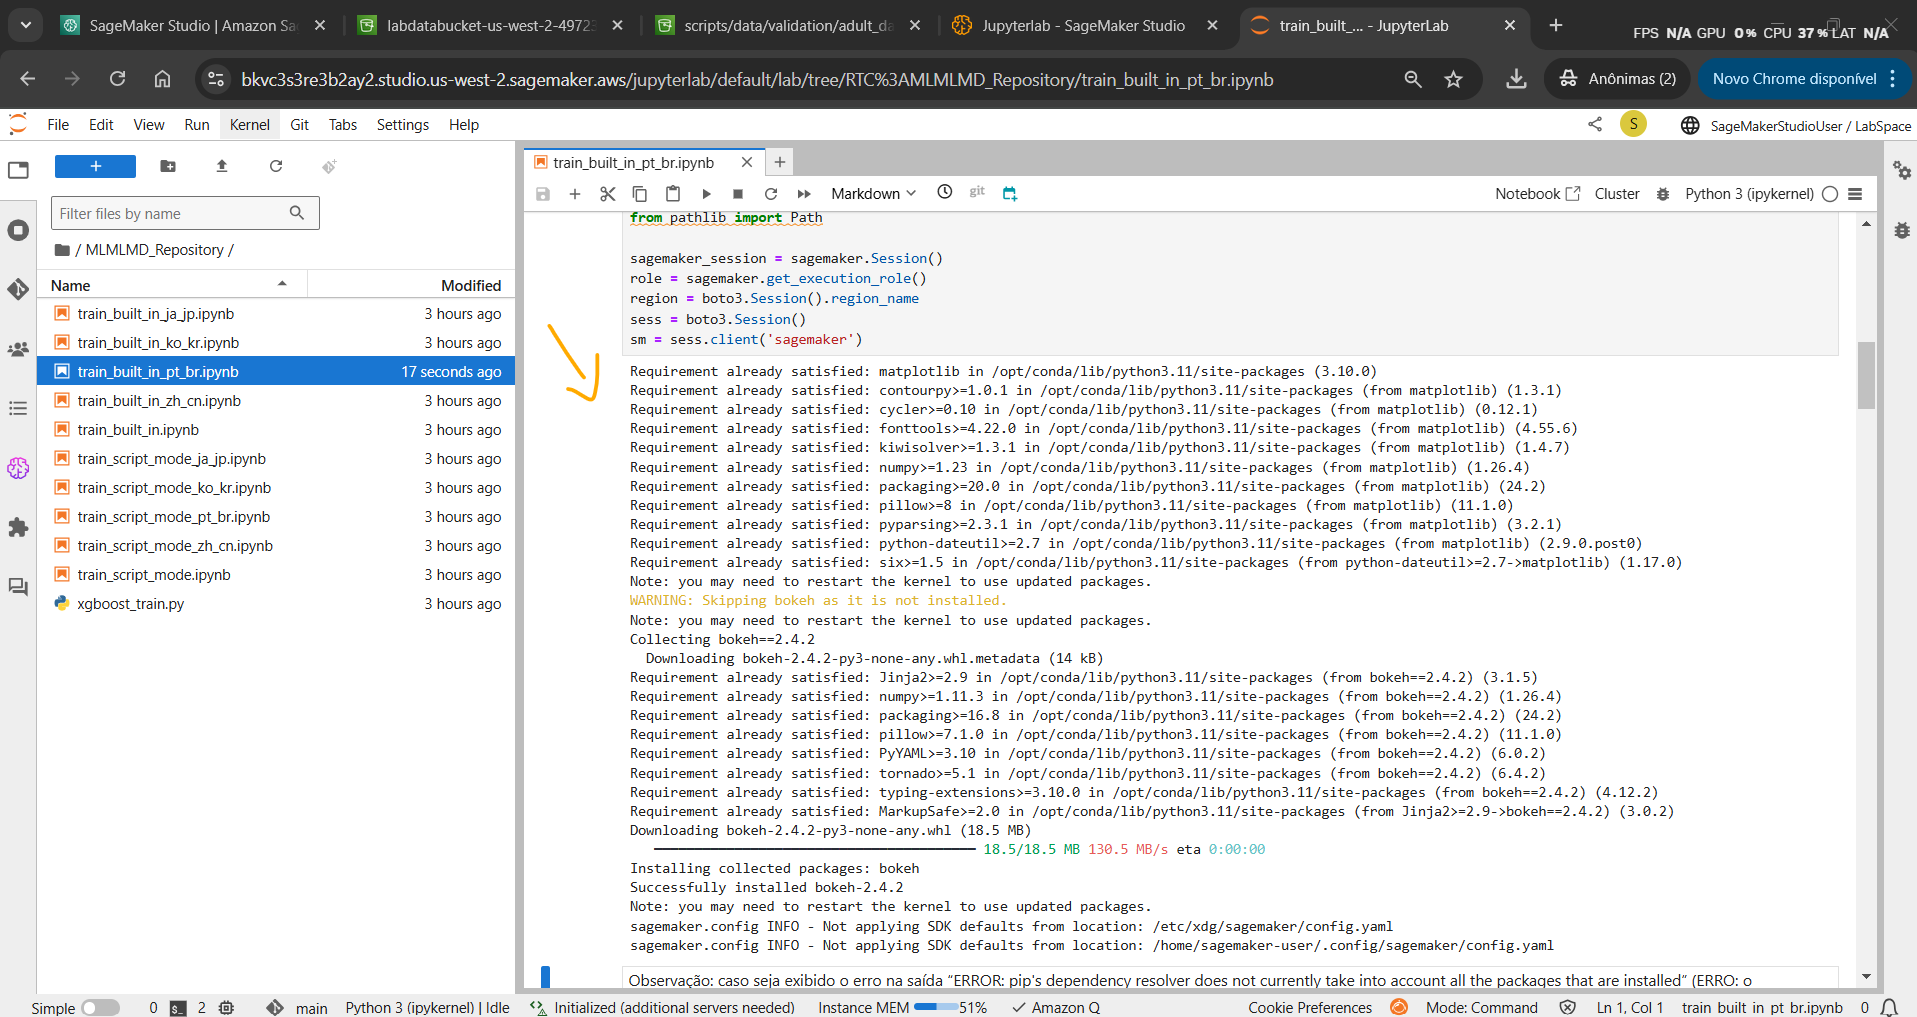 SageMaker Studio | Amazon Sa
labdatabucket-us-west-2-4972
scripts/data/validation/adult_da
Jupyterlab - SageMaker Studio
train_built_... - JupyterLab
FPS N/A GPU 0% CPU 37% LAT N/A
bkvc3s3re3b2ay2.studio.us-west-2.sagemaker.aws/jupyterlab/default/lab/tree/RTC%3AMLMLMD_Repository/train_built_in_pt_br.ipynb
Anônimas (2)
Novo Chrome disponível
File Edit View Run Kernel Git Tabs Settings Help
S
SageMakerStudioUser / LabSpace
Filter files by name
/ MLMLMD_Repository /
Name Modified
train_built_in_ja_jp.ipynb 3 hours ago
train_built_in_ko_kr.ipynb 3 hours ago
train_built_in_pt_br.ipynb 17 seconds ago
train_built_in_zh_cn.ipynb 3 hours ago
train_built_in.ipynb 3 hours ago
train_script_mode_ja_jp.ipynb 3 hours ago
train_script_mode_ko_kr.ipynb 3 hours ago
train_script_mode_pt_br.ipynb 3 hours ago
train_script_mode_zh_cn.ipynb 3 hours ago
train_script_mode.ipynb 3 hours ago
xgboost_train.py 3 hours ago
train_built_in_pt_br.ipynb
Markdown
git
Notebook
Cluster
Python 3 (ipykernel)
from pathlib import Path
sagemaker_session = sagemaker.Session()
role = sagemaker.get_execution_role()
region = boto3.Session().region_name
sess = boto3.Session()
sm = sess.client('sagemaker')
Requirement already satisfied: matplotlib in /opt/conda/lib/python3.11/site-packages (3.10.0)
Requirement already satisfied: contourpy>=1.0.1 in /opt/conda/lib/python3.11/site-packages (from matplotlib) (1.3.1)
Requirement already satisfied: cycler>=0.10 in /opt/conda/lib/python3.11/site-packages (from matplotlib) (0.12.1)
Requirement already satisfied: fonttools>=4.22.0 in /opt/conda/lib/python3.11/site-packages (from matplotlib) (4.55.6)
Requirement already satisfied: kiwisolver>=1.3.1 in /opt/conda/lib/python3.11/site-packages (from matplotlib) (1.4.7)
Requirement already satisfied: numpy>=1.23 in /opt/conda/lib/python3.11/site-packages (from matplotlib) (1.26.4)
Requirement already satisfied: packaging>=20.0 in /opt/conda/lib/python3.11/site-packages (from matplotlib) (24.2)
Requirement already satisfied: pillow>=8 in /opt/conda/lib/python3.11/site-packages (from matplotlib) (11.1.0)
Requirement already satisfied: pyparsing>=2.3.1 in /opt/conda/lib/python3.11/site-packages (from matplotlib) (3.2.1)
Requirement already satisfied: python-dateutil>=2.7 in /opt/conda/lib/python3.11/site-packages (from matplotlib) (2.9.0.post0)
Requirement already satisfied: six>=1.5 in /opt/conda/lib/python3.11/site-packages (from python-dateutil>=2.7->matplotlib) (1.17.0)
Note: you may need to restart the kernel to use updated packages.
WARNING: Skipping bokeh as it is not installed.
Note: you may need to restart the kernel to use updated packages.
Collecting bokeh==2.4.2
Downloading bokeh-2.4.2-py3-none-any.whl.metadata (14 kB)
Requirement already satisfied: Jinja2>=2.9 in /opt/conda/lib/python3.11/site-packages (from bokeh==2.4.2) (3.1.5)
Requirement already satisfied: numpy>=1.11.3 in /opt/conda/lib/python3.11/site-packages (from bokeh==2.4.2) (1.26.4)
Requirement already satisfied: packaging>=16.8 in /opt/conda/lib/python3.11/site-packages (from bokeh==2.4.2) (24.2)
Requirement already satisfied: pillow>=7.1.0 in /opt/conda/lib/python3.11/site-packages (from bokeh==2.4.2) (11.1.0)
Requirement already satisfied: PyYAML>=3.10 in /opt/conda/lib/python3.11/site-packages (from bokeh==2.4.2) (6.0.2)
Requirement already satisfied: tornado>=5.1 in /opt/conda/lib/python3.11/site-packages (from bokeh==2.4.2) (6.4.2)
Requirement already satisfied: typing-extensions>=3.10.0 in /opt/conda/lib/python3.11/site-packages (from bokeh==2.4.2) (4.12.2)
Requirement already satisfied: MarkupSafe>=2.0 in /opt/conda/lib/python3.11/site-packages (from Jinja2>=2.9->bokeh==2.4.2) (3.0.2)
Downloading bokeh-2.4.2-py3-none-any.whl (18.5 MB)
18.5/18.5 MB 130.5 MB/s eta 0:00:00
Installing collected packages: bokeh
Successfully installed bokeh-2.4.2
Note: you may need to restart the kernel to use updated packages.
sagemaker.config INFO - Not applying SDK defaults from location: /etc/xdg/sagemaker/config.yaml
sagemaker.config INFO - Not applying SDK defaults from location: /home/sagemaker-user/.config/sagemaker/config.yaml
Observação: caso seja exibido o erro na saída “ERROR: pip's dependency resolver does not currently take into account all the packages that are installed” (ERRO: o
Simple 0 2 main Python 3 (ipykernel) | Idle Initialized (additional servers needed) Instance MEM 51% Amazon Q Cookie Preferences Mode: Command Ln 1, Col 1 train_built_in_pt_br.ipynb 0